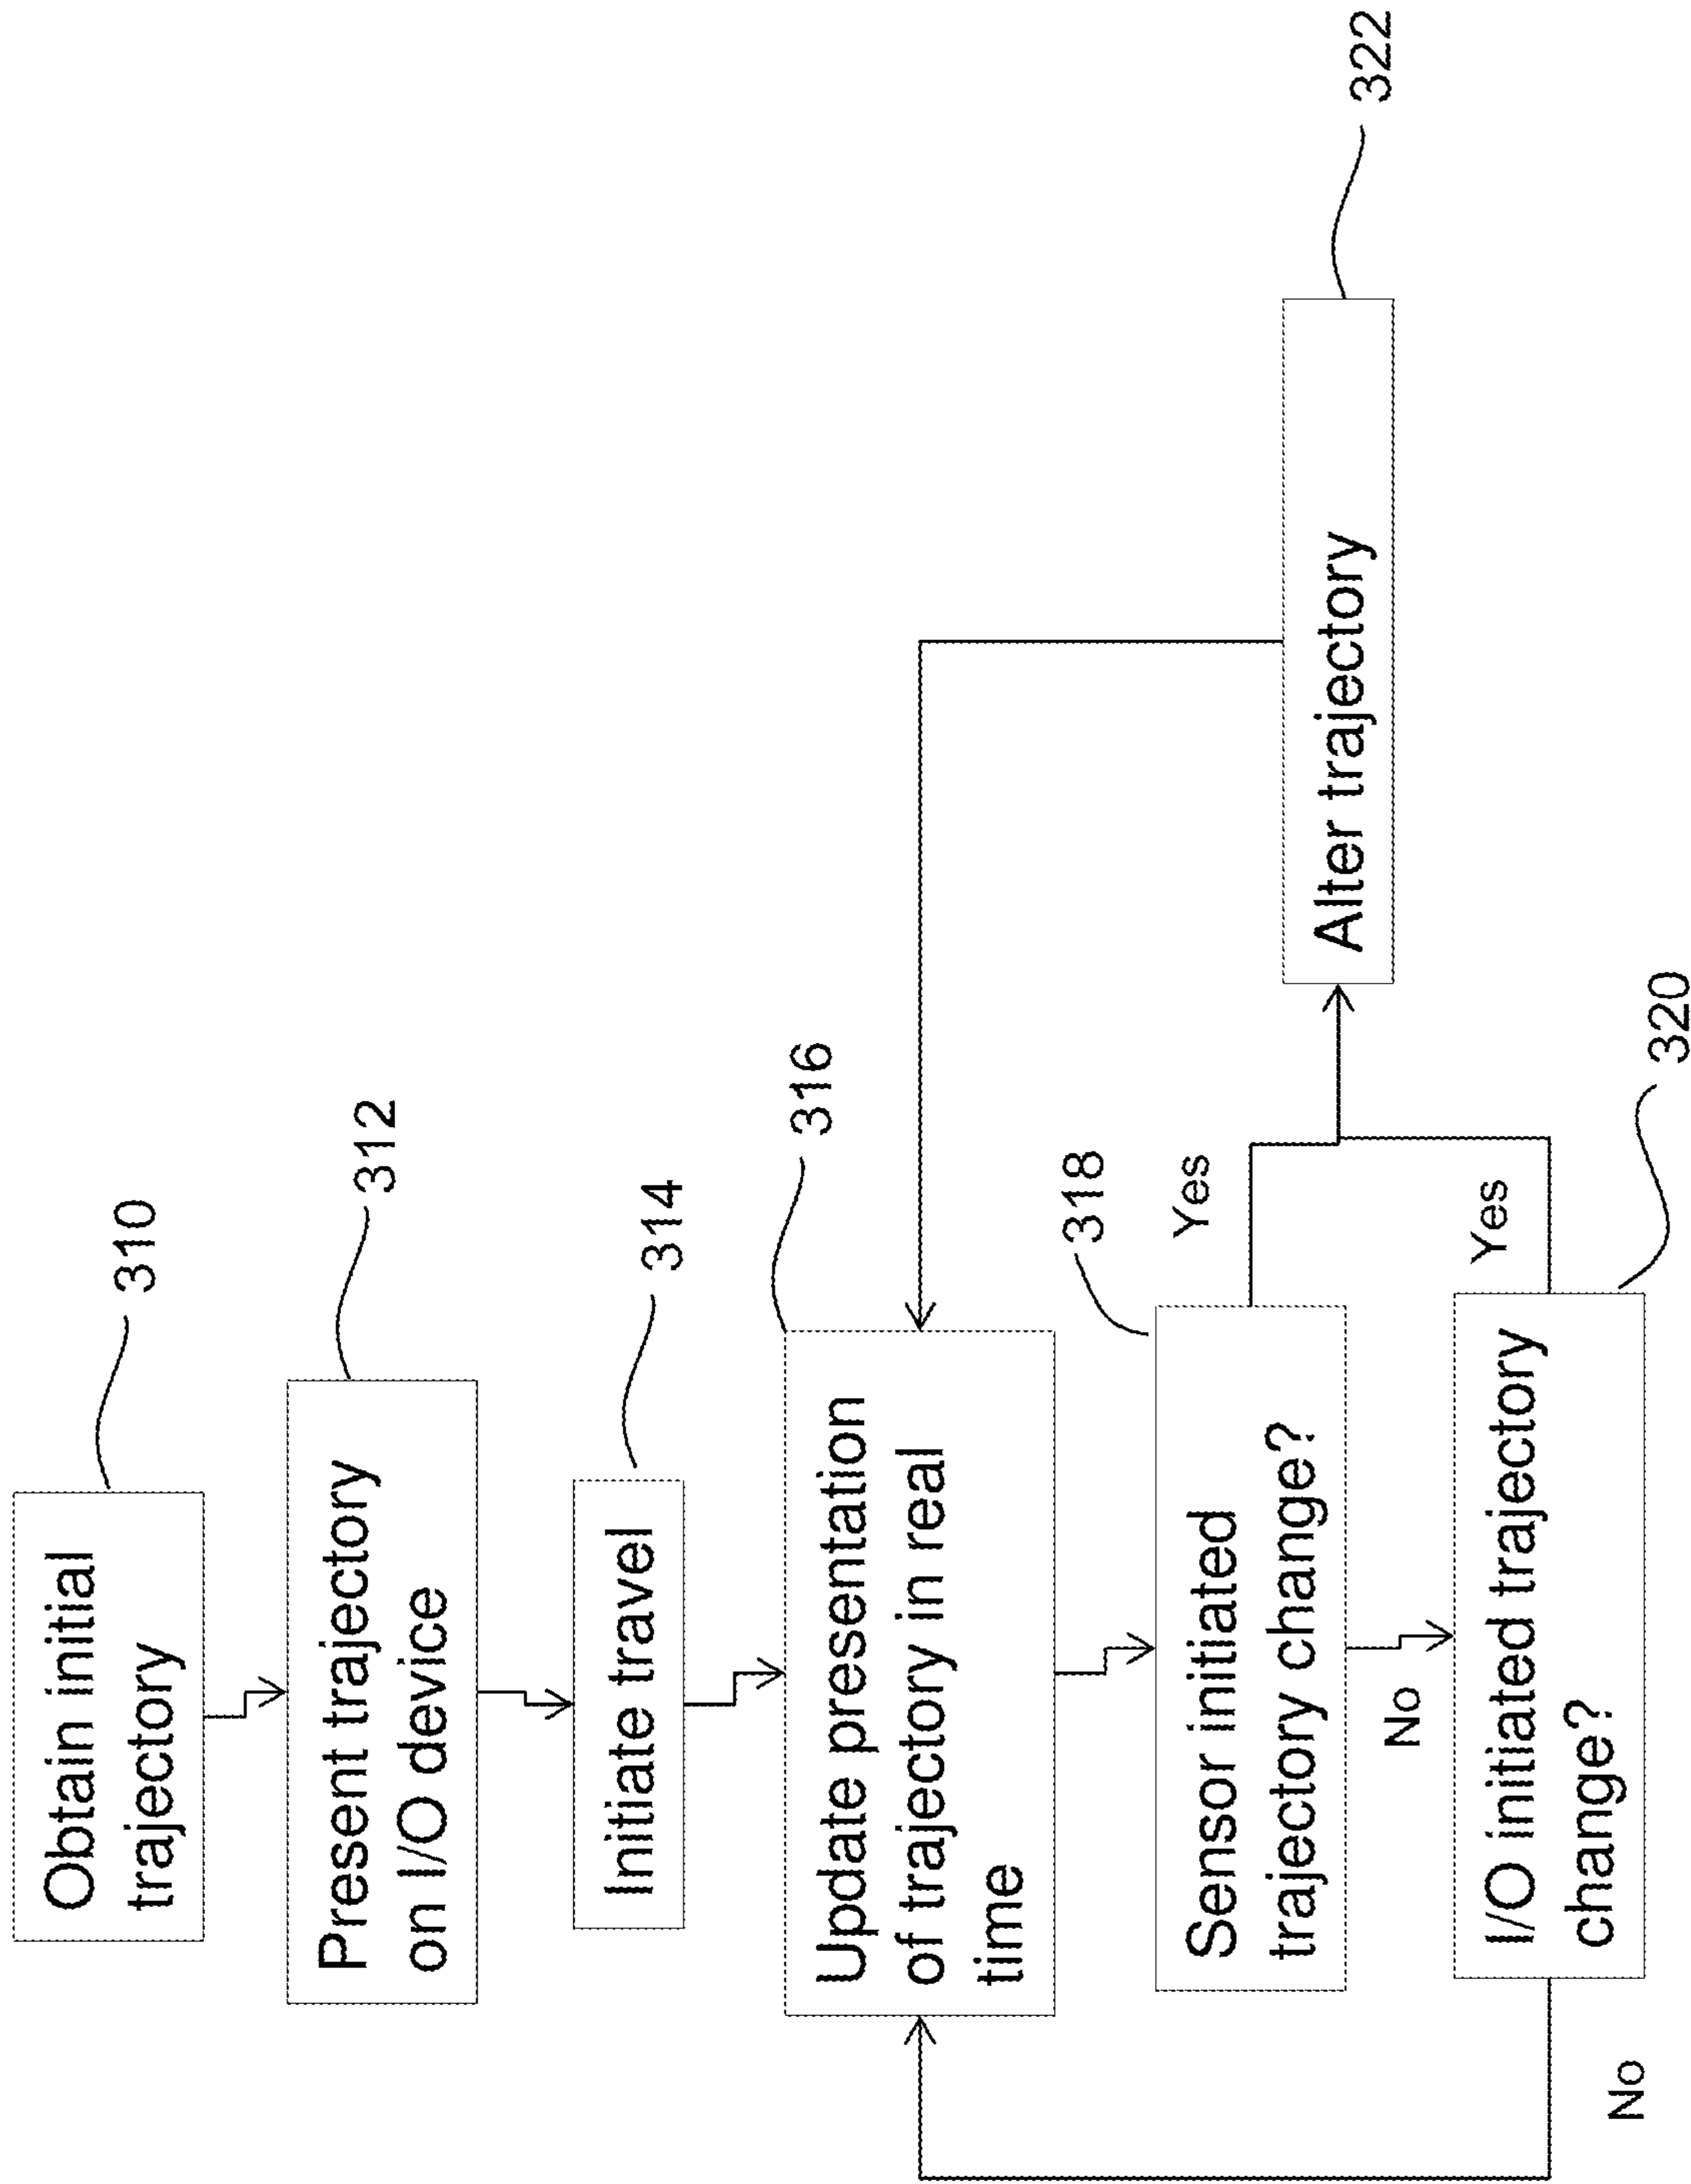 Obtain initial
trajectory
310
Present trajectory
on I/O device
312
Initiate travel
314
Update presentation
of trajectory in real
time
316
Sensor initiated
trajectory change?
318
Yes
No
I/O initiated trajectory
change?
320
Yes
No
Alter trajectory
322